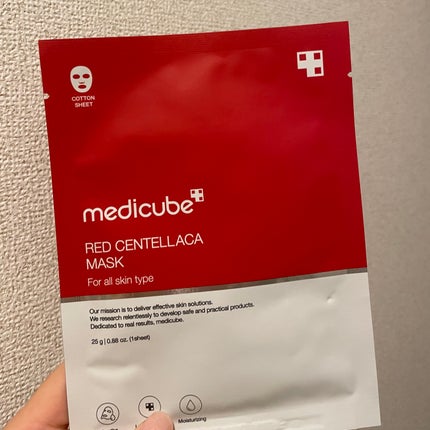 COTTON
SHEET
medicube
RED CENTELLACA
MASK
For all skin type
Our mission is to deliver effective skin solutions.
We research relentlessly to develop safe and practical products.
Dedicated to real results, medicube.
25 g | 0.88 oz. (1sheet)
Moisturizing